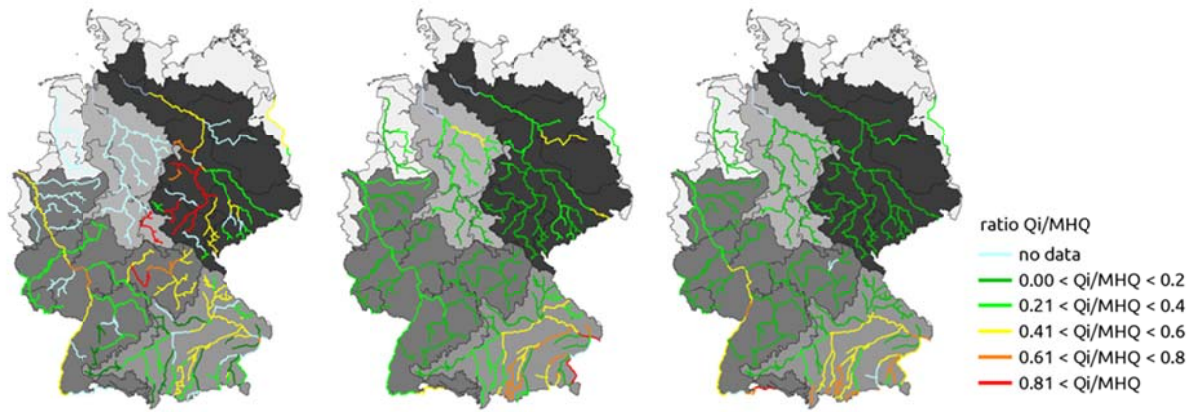 ratio Qi/MHQ
no data
0.00 < Qi/MHQ < 0.2
0.21 < Qi/MHQ < 0.4
0.41 < Qi/MHQ < 0.6
0.61 < Qi/MHQ < 0.8
0.81 < Qi/MHQ